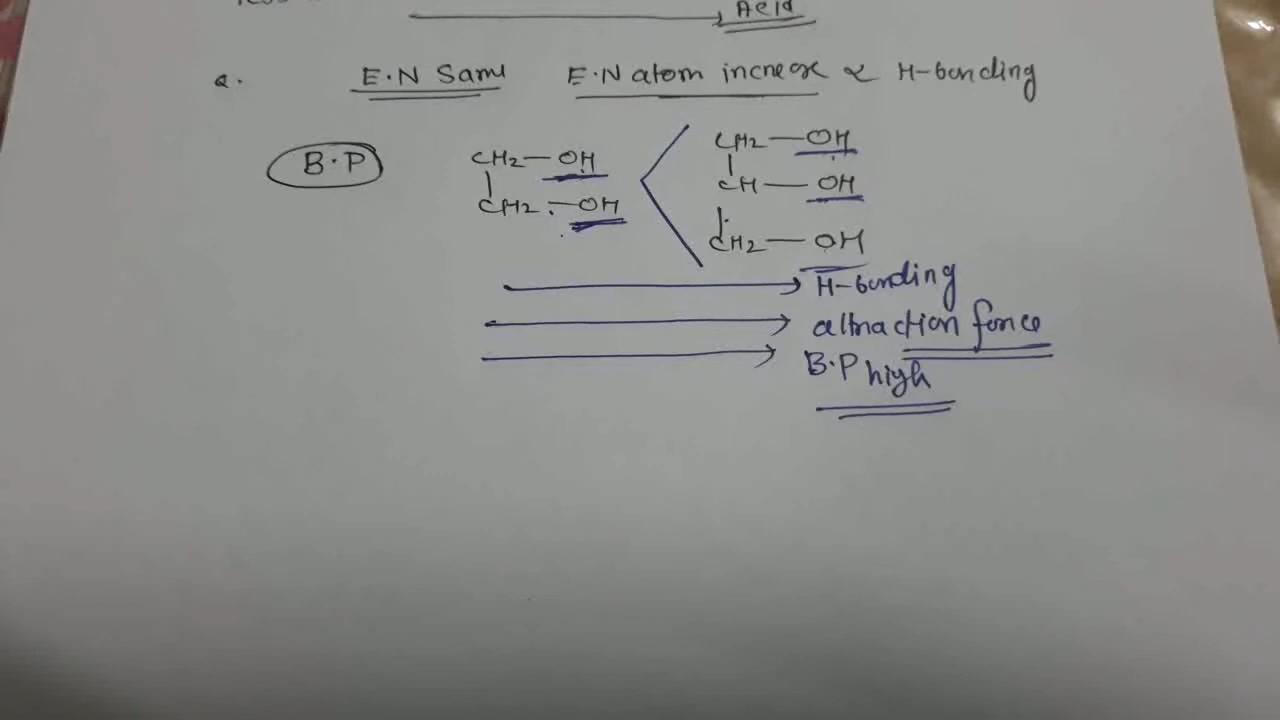 Acid
2. E.N Same E.N atom increase ∝ H-bonding
B.P
CH2—OH < CH2—OH
CH2—OH CH—OH
CH2—OH
H-bonding
attraction force
B.P high